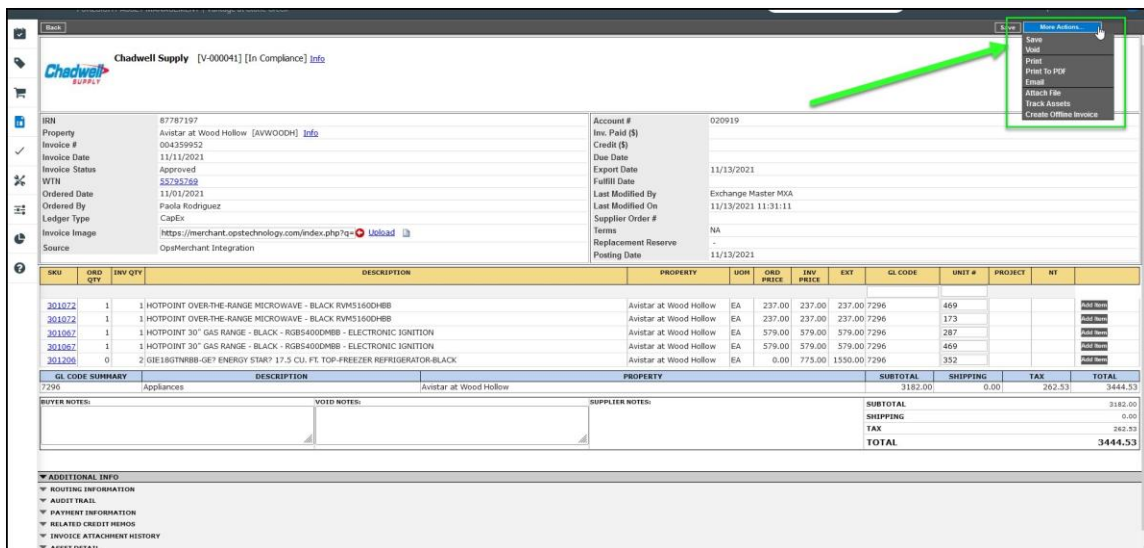 Back
Save More Actions...
Save
Void
Print
Print To PDF
Email
Attach File
Track Assets
Create Offline Invoice
Chadwell SUPPLY
Chadwell Supply [V-000041] [In Compliance] Info
IRN 87787197 Account # 020919
Property Avistar at Wood Hollow [AVWOODH] Info Inv. Paid ($)
Invoice # 004359952 Credit ($)
Invoice Date 11/11/2021 Due Date
Invoice Status Approved Export Date 11/13/2021
WTN 55795769 Fulfill Date
Ordered Date 11/01/2021 Last Modified By Exchange Master MXA
Ordered By Paola Rodriguez Last Modified On 11/13/2021 11:31:11
Ledger Type CapEx Supplier Order #
Invoice Image https://merchant.opstechnology.com/index.php?q= Upload Terms NA
Source OpsMerchant Integration Replacement Reserve -
Posting Date 11/13/2021
SKU ORD QTY INV QTY DESCRIPTION PROPERTY UOM ORD PRICE INV PRICE EXT GL CODE UNIT # PROJECT NT
301072 1 1 HOTPOINT OVER-THE-RANGE MICROWAVE - BLACK RVM5160DHBB Avistar at Wood Hollow EA 237.00 237.00 237.00 7296 469 Add Item
301072 1 1 HOTPOINT OVER-THE-RANGE MICROWAVE - BLACK RVM5160DHBB Avistar at Wood Hollow EA 237.00 237.00 237.00 7296 173 Add Item
301067 1 1 HOTPOINT 30" GAS RANGE - BLACK - RGBS400DMBB - ELECTRONIC IGNITION Avistar at Wood Hollow EA 579.00 579.00 579.00 7296 287 Add Item
301067 1 1 HOTPOINT 30" GAS RANGE - BLACK - RGBS400DMBB - ELECTRONIC IGNITION Avistar at Wood Hollow EA 579.00 579.00 579.00 7296 469 Add Item
301206 0 2 GIE18GTNRBB-GE? ENERGY STAR? 17.5 CU. FT. TOP-FREEZER REFRIGERATOR-BLACK Avistar at Wood Hollow EA 0.00 775.00 1550.00 7296 352 Add Item
GL CODE SUMMARY DESCRIPTION PROPERTY SUBTOTAL SHIPPING TAX TOTAL
7296 Appliances Avistar at Wood Hollow 3182.00 0.00 262.53 3444.53
BUYER NOTES: VOID NOTES: SUPPLIER NOTES: SUBTOTAL 3182.00
SHIPPING 0.00
TAX 262.53
TOTAL 3444.53
ADDITIONAL INFO
ROUTING INFORMATION
AUDIT TRAIL
PAYMENT INFORMATION
RELATED CREDIT MEMOS
INVOICE ATTACHMENT HISTORY
ASSET DETAIL